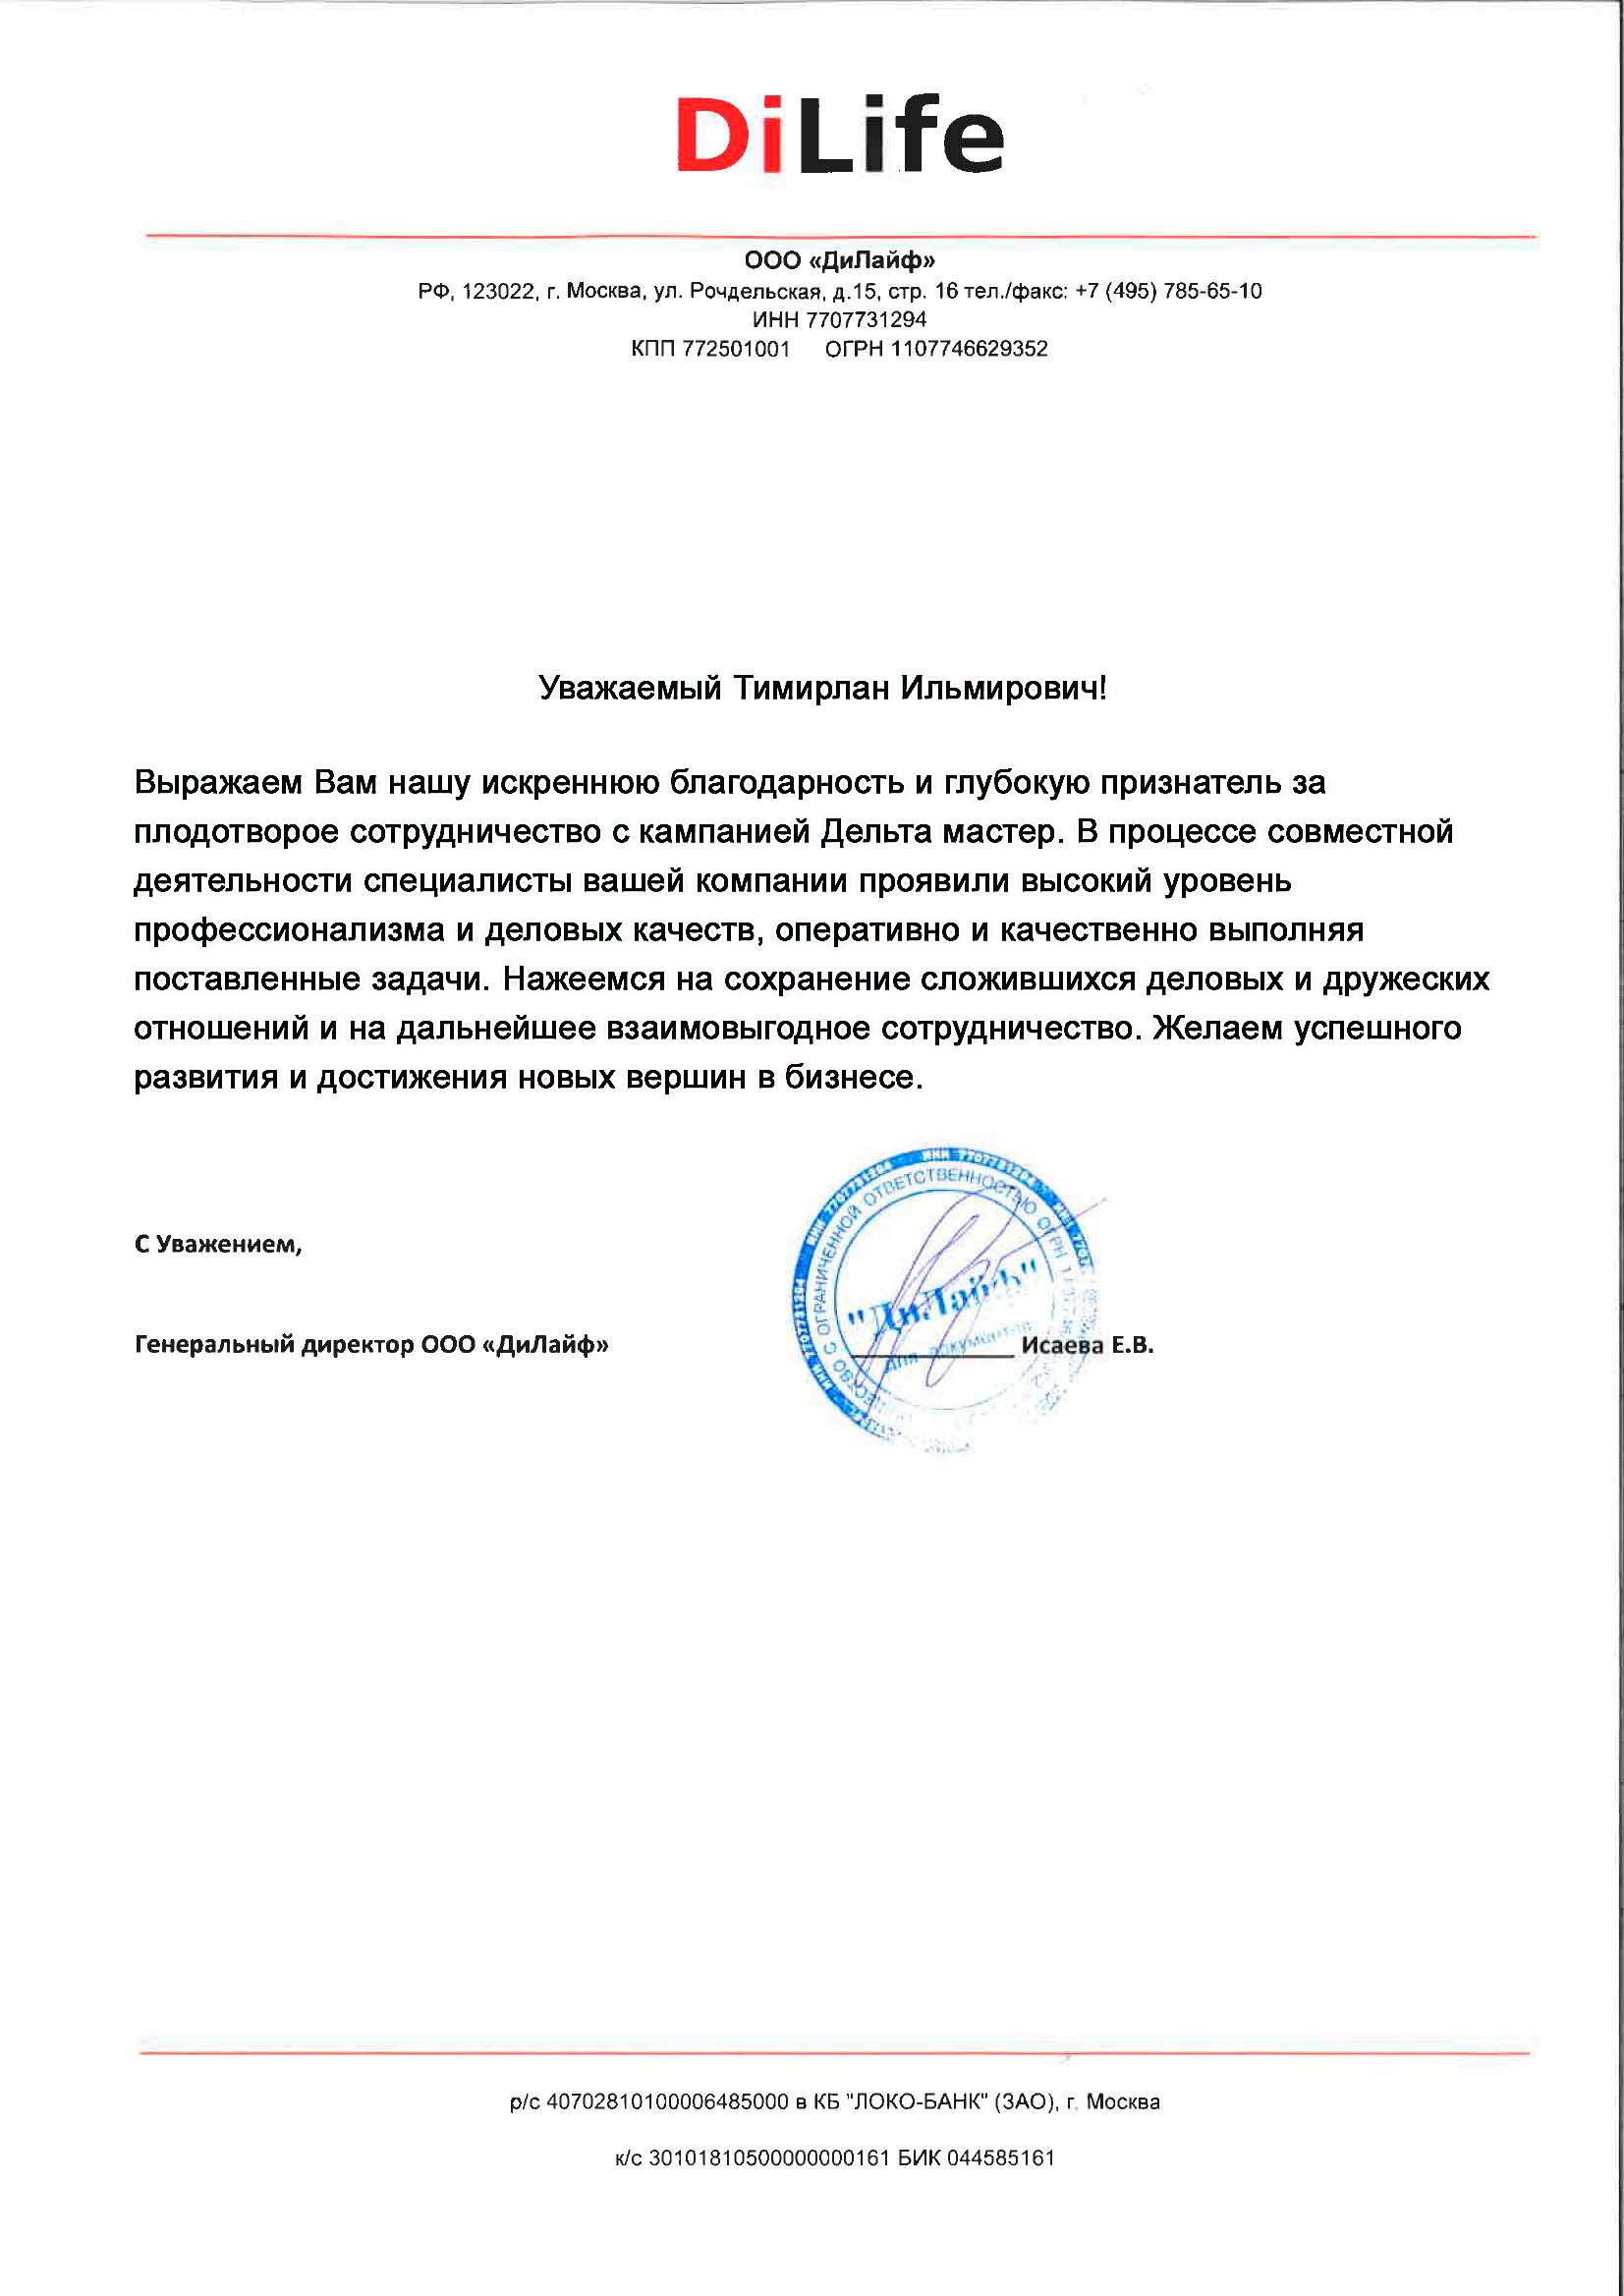 DiLife
ООО «ДиЛайф»
РФ, 123022, г. Москва, ул. Рочдельская, д.15, стр. 16 тел./факс: +7 (495) 785-65-10
ИНН 7707731294
КПП 772501001 ОГРН 1107746629352
Уважаемый Тимирлан Ильмирович!
Выражаем Вам нашу искреннюю благодарность и глубокую признатель за
плодотворое сотрудничество с кампанией Дельта мастер. В процессе совместной
деятельности специалисты вашей компании проявили высокий уровень
профессионализма и деловых качеств, оперативно и качественно выполняя
поставленные задачи. Нажеемся на сохранение сложившихся деловых и дружеских
отношений и на дальнейшее взаимовыгодное сотрудничество. Желаем успешного
развития и достижения новых вершин в бизнесе.
С Уважением,
ОГРАНИЧЕННОЙ ОТВЕТСТВЕННОСТЬЮ ОГРН
"ДиЛайф"
для документов
Генеральный директор ООО «ДиЛайф» Исаева Е.В.
р/с 40702810100006485000 в КБ "ЛОКО-БАНК" (ЗАО), г. Москва
к/с 30101810500000000161 БИК 044585161